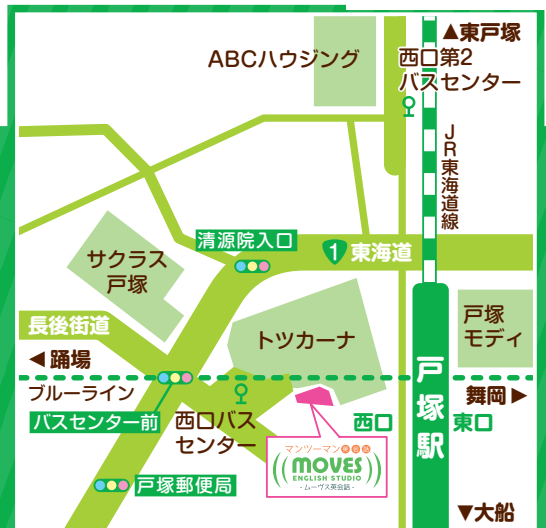 ▲東戸塚
ABCハウジング
西口第2
バスセンター
JR東海道線
清源院入口
1 東海道
サクラス
戸塚
長後街道
トツカーナ
戸塚
モディ
◀踊場
ブルーライン
舞岡▶
バスセンター前
西口バス
センター
西口
戸塚駅
東口
マンツーマン英会話
MOVES
ENGLISH STUDIO
- ムーヴス英会話 -
戸塚郵便局
▼大船